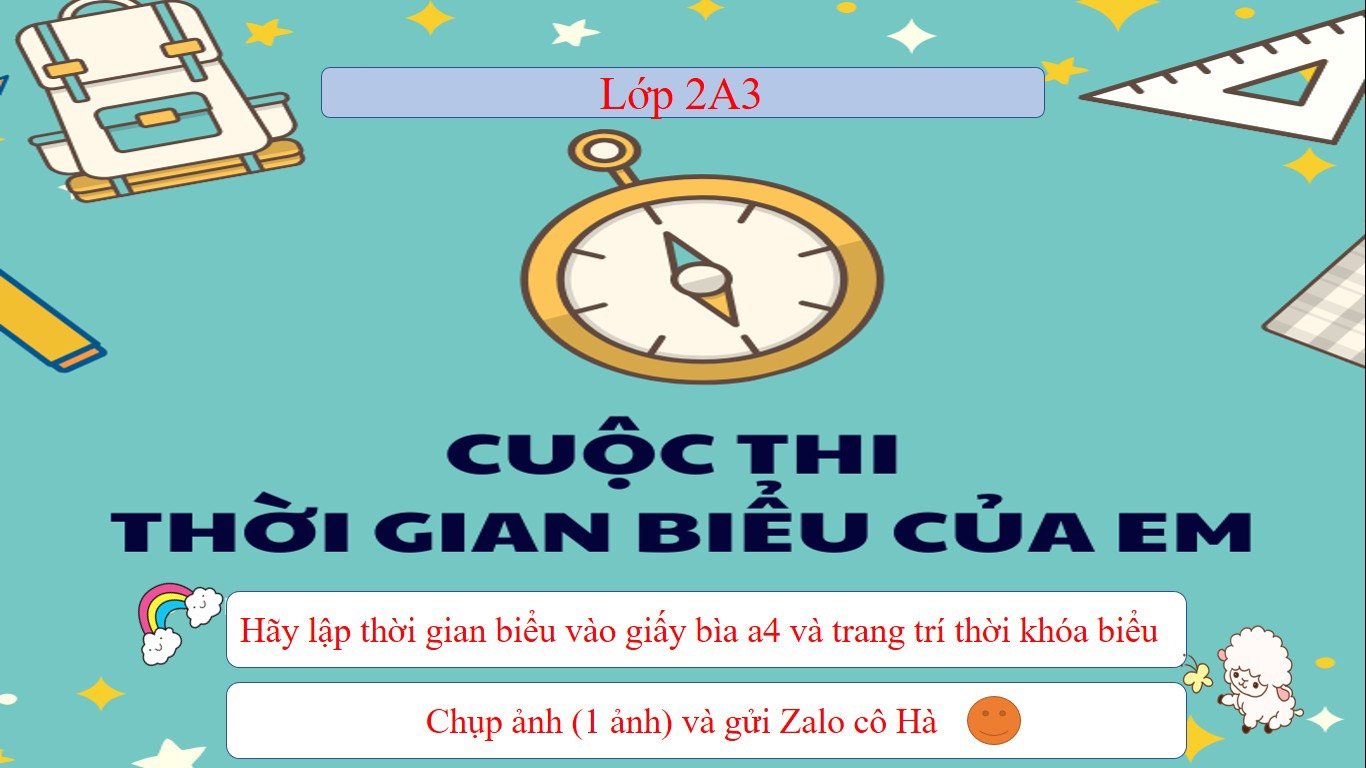 Lớp 2A3
CUỘC THI
THỜI GIAN BIỂU CỦA EM
Hãy lập thời gian biểu vào giấy bìa a4 và trang trí thời khóa biểu
Chụp ảnh (1 ảnh) và gửi Zalo cô Hà